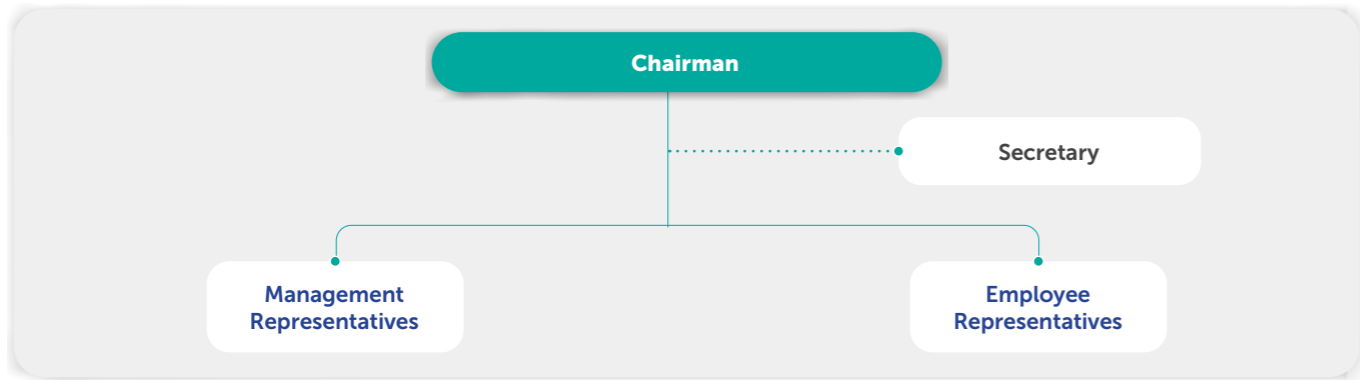 Chairman
Secretary
Management
Representatives
Employee
Representatives